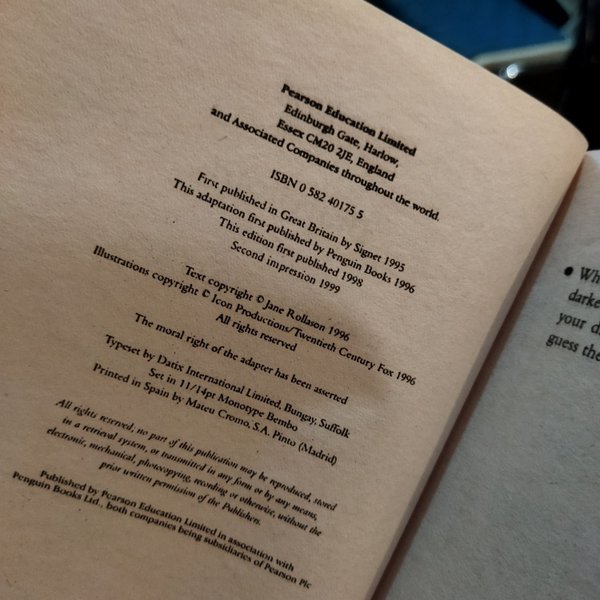 Pearson Education Limited
Edinburgh Gate, Harlow,
Essex CM20 2JE, England
and Associated Companies throughout the world.
ISBN 0 582 40175 5
First published in Great Britain by Signet 1995
This adaptation first published by Penguin Books 1996
This edition first published 1998
Second impression 1999
Text copyright © Jane Rollason 1996
Illustrations copyright © Icon Productions/Twentieth Century Fox 1996
All rights reserved
The moral right of the adapter has been asserted
Typeset by Datix International Limited, Bungay, Suffolk
Set in 11/14pt Monotype Bembo
Printed in Spain by Mateu Cromo, S.A. Pinto (Madrid)
All rights reserved, no part of this publication may be reproduced, stored
in a retrieval system, or transmitted in any form or by any means,
electronic, mechanical, photocopying, recording or otherwise, without the
prior written permission of the Publishers.
Published by Pearson Education Limited in association with
Penguin Books Ltd., both companies being subsidiaries of Pearson Plc
your
guess the